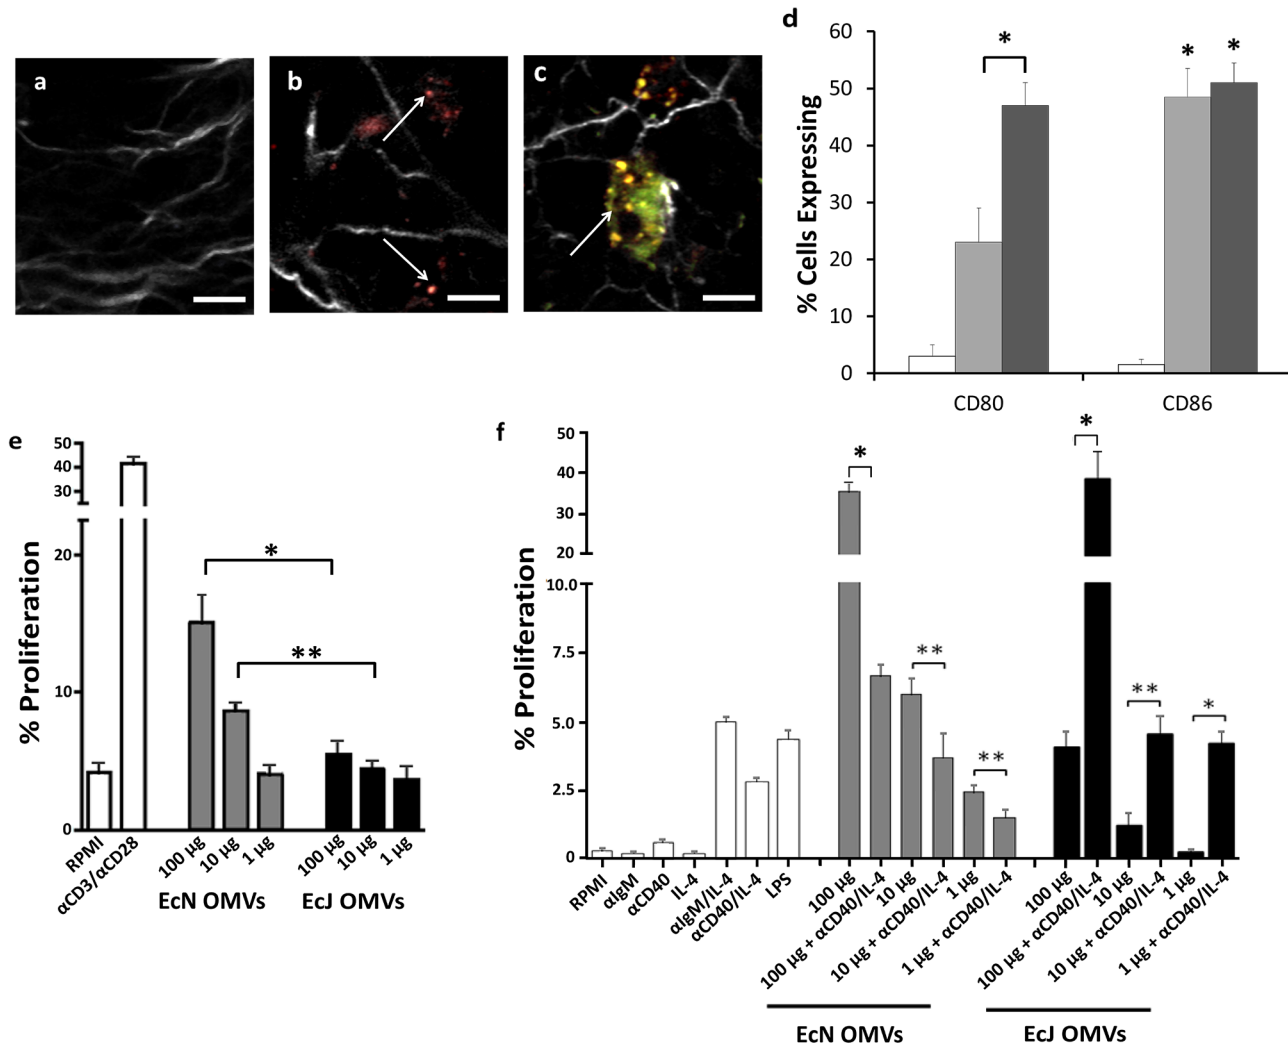 a
b
c
d
% Cells Expressing
60
50
40
30
20
10
0
*
*
*
CD80
CD86
e
% Proliferation
50
40
30
20
10
0
*
**
RPMI
αCD3/αCD28
100 µg
10 µg
1 µg
100 µg
10 µg
1 µg
EcN OMVs
EcJ OMVs
f
% Proliferation
50
40
30
20
10.0
7.5
5.0
2.5
0
*
**
**
*
**
*
RPMI
αIgM
αCD40
IL-4
αIgM/IL-4
αCD40/IL-4
LPS
100 µg
100 µg + αCD40/IL-4
10 µg
10 µg + αCD40/IL-4
1 µg
1 µg + αCD40/IL-4
100 µg
100 µg + αCD40/IL-4
10 µg
10 µg + αCD40/IL-4
1 µg
1 µg + αCD40/IL-4
EcN OMVs
EcJ OMVs